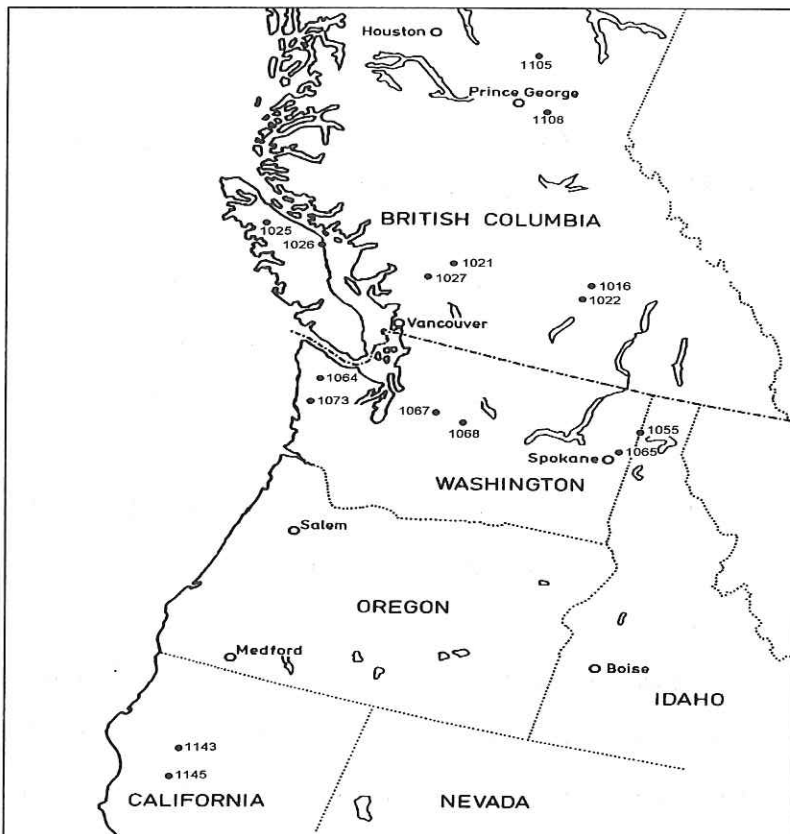 Houston
1105
Prince George
1108
BRITISH COLUMBIA
1025
1026
1021
1027
1016
1022
Vancouver
1064
1073
1067
1068
1055
1065
Spokane
WASHINGTON
Salem
OREGON
Medford
Boise
IDAHO
1143
1145
CALIFORNIA
NEVADA